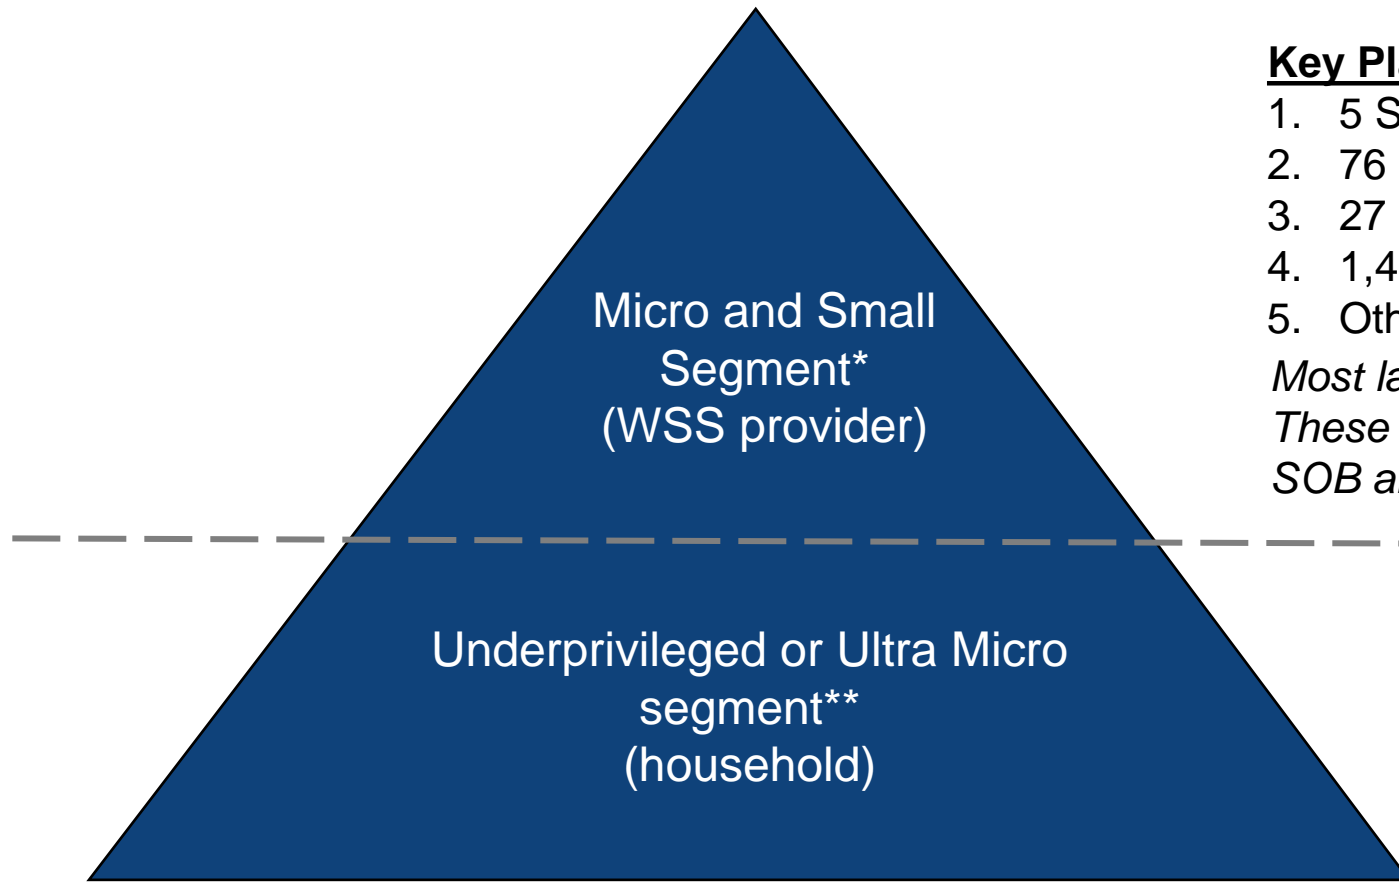 Key Pl
1. 5 S
2. 76
3. 27
4. 1,4
5. Oth
Most la
These
SOB a
Micro and Small
Segment*
(WSS provider)
Underprivileged or Ultra Micro
segment**
(household)